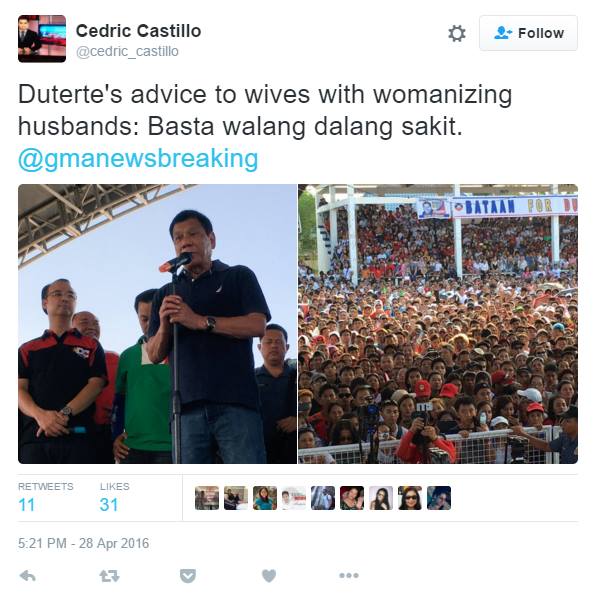 Cedric Castillo
@cedric_castillo
Follow
Duterte's advice to wives with womanizing
husbands: Basta walang dalang sakit.
@gmanewsbreaking
BATAAN FOR DU
RETWEETS
LIKES
11
31
5:21 PM - 28 Apr 2016